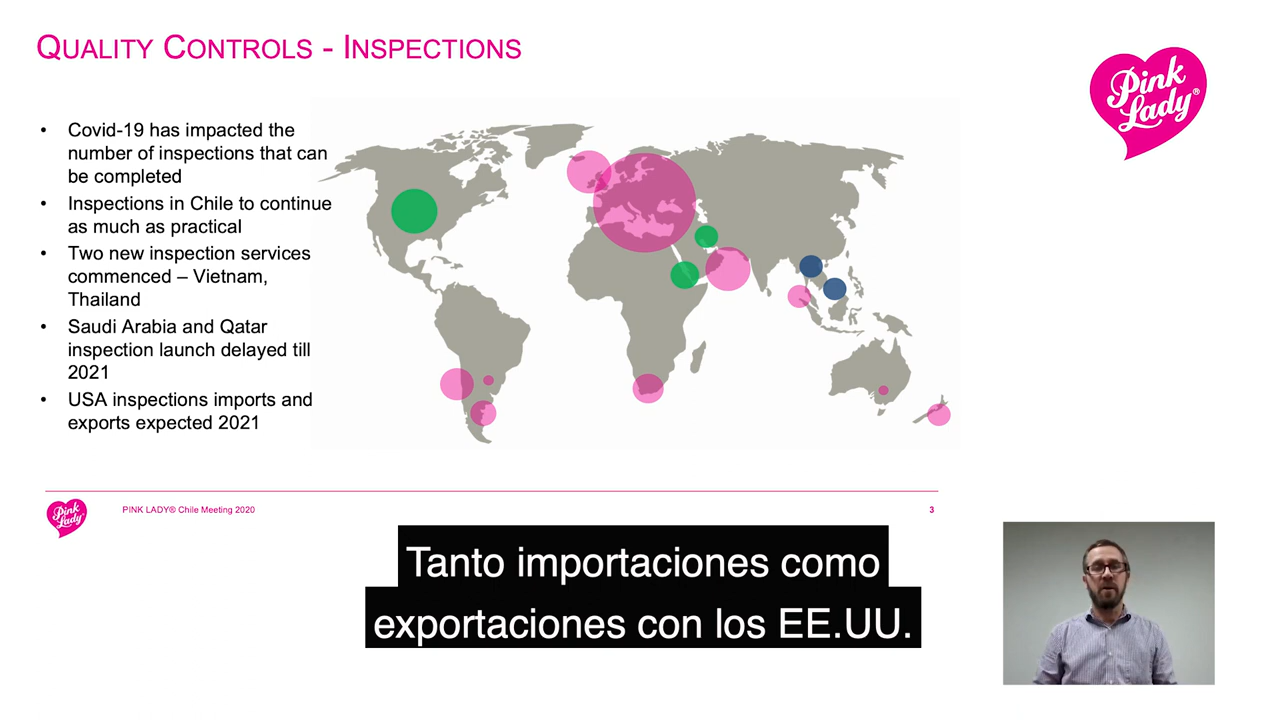 QUALITY CONTROLS - INSPECTIONS
Pink
Lady®
• Covid-19 has impacted the
number of inspections that can
be completed
• Inspections in Chile to continue
as much as practical
• Two new inspection services
commenced – Vietnam,
Thailand
• Saudi Arabia and Qatar
inspection launch delayed till
2021
• USA inspections imports and
exports expected 2021
Pink
Lady
PINK LADY® Chile Meeting 2020
3
Tanto importaciones como
exportaciones con los EE.UU.